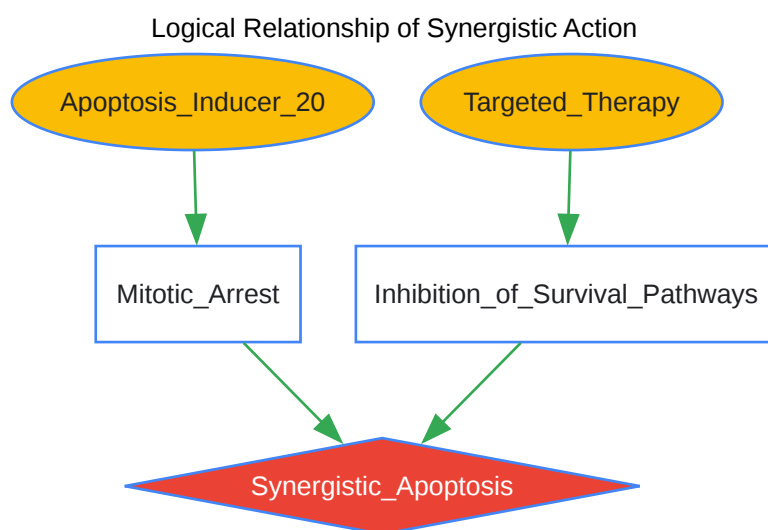 Logical Relationship of Synergistic Action
Apoptosis_Inducer_20
Targeted_Therapy
Mitotic_Arrest
Inhibition_of_Survival_Pathways
Synergistic_Apoptosis